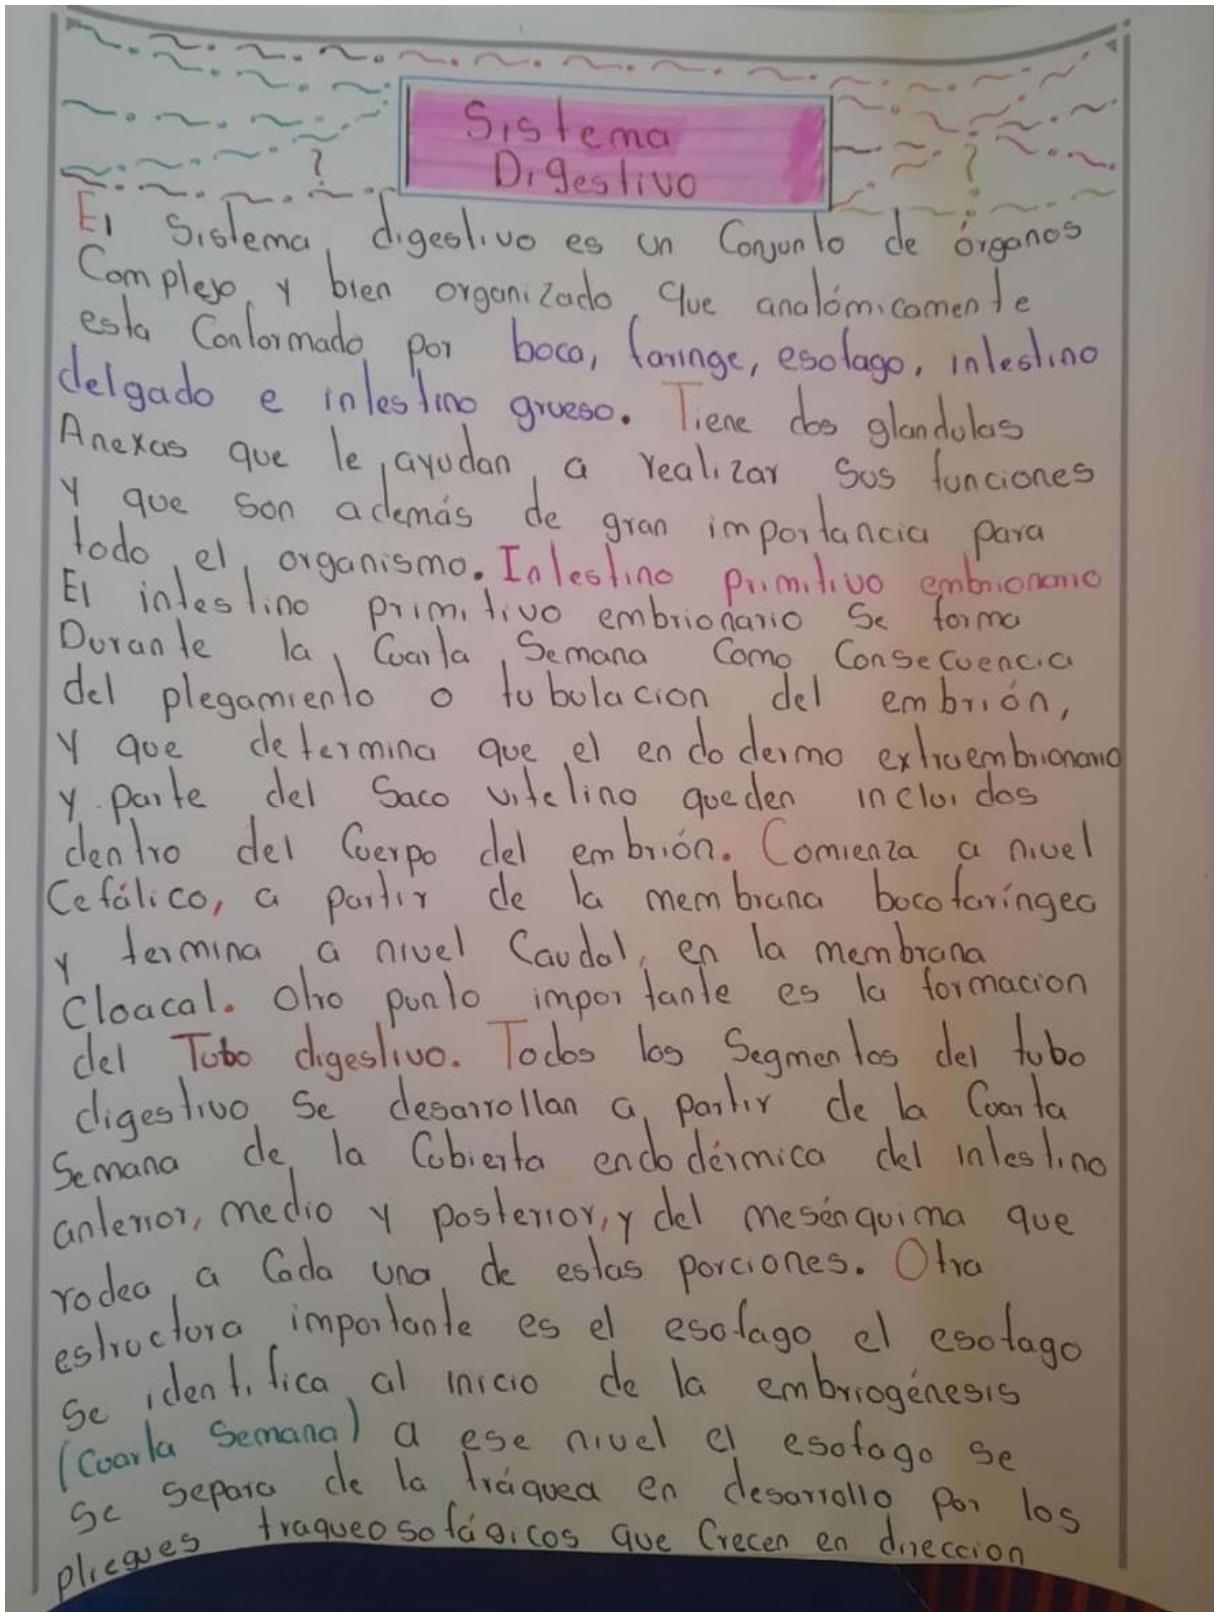 Sistema
Digestivo
El Sistema digestivo es un Conjunto de órganos
Complejo y bien organizado que anatómicamente
esta Conformado por boca, faringe, esofago, intestino
delgado e intestino grueso. Tiene dos glandulas
Anexas que le ayudan a realizar Sus funciones
y que son además de gran importancia para
todo el organismo. Intestino Primitivo embrionario
El intestino primitivo embrionario Se forma
Durante la Cuarta Semana Como Consecuencia
del plegamiento o tubulacion del embrión,
y que determina que el endodermo extraembrionario
y parte del Saco vitelino queden incluidos
dentro del Cuerpo del embrión. Comienza a nivel
Cefálico, a partir de la membrana bocofaríngea
y termina a nivel Caudal, en la membrana
Cloacal. Otro punto importante es la formacion
del Tubo digestivo. Todos los Segmentos del tubo
digestivo Se desarrollan a partir de la Cuarta
Semana de la Cubierta endodérmica del intestino
anterior, medio y posterior, y del mesénquima que
rodea a Cada una de estas porciones. Otra
estructura importante es el esofago el esofago
Se identifica al inicio de la embriogénesis
(Cuarta Semana) a ese nivel el esofago se
se separa de la tráquea en desarrollo por los
pliegues traqueosofágicos que Crecen en direccion